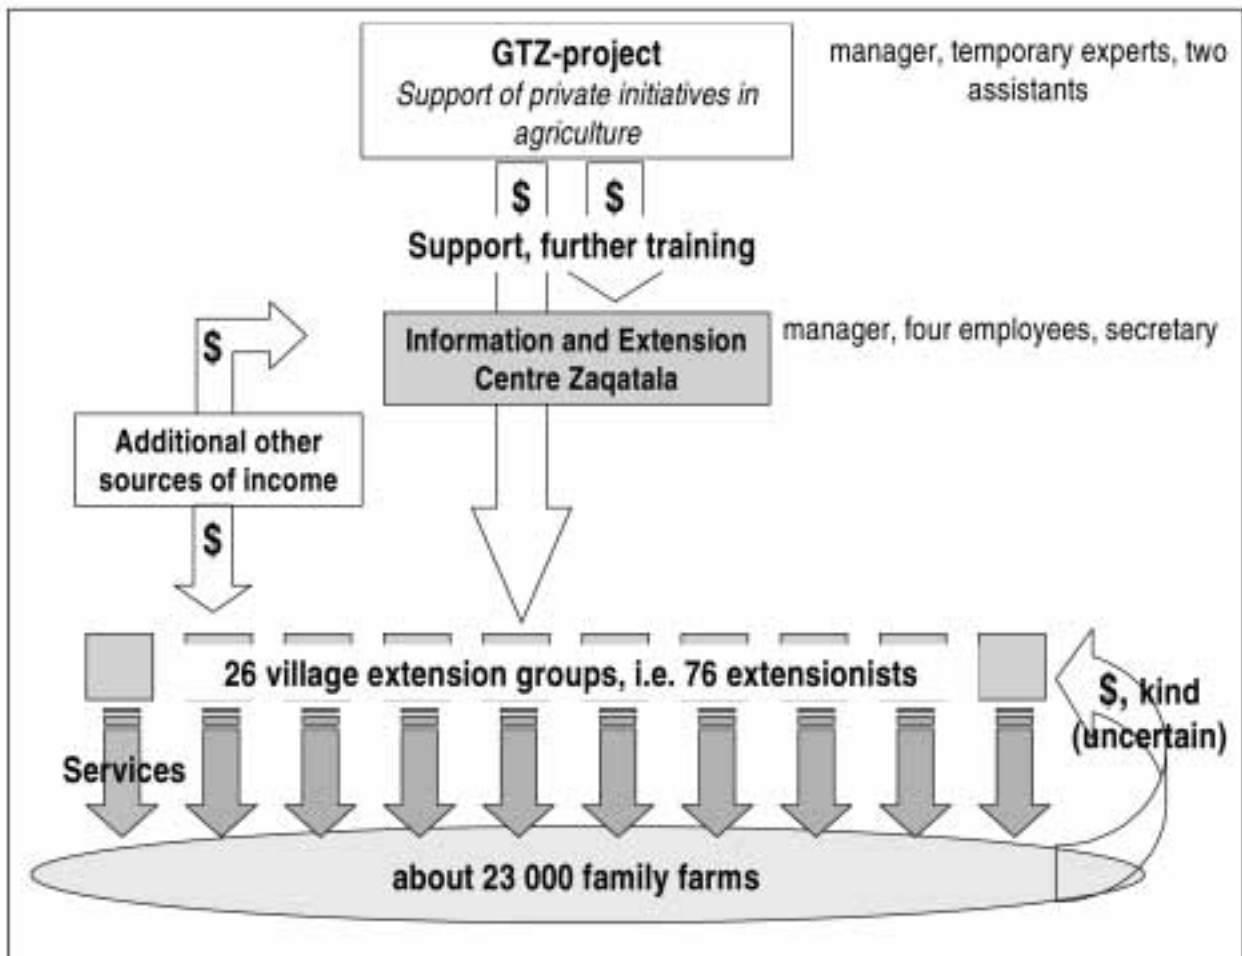 GTZ-project
Support of private initiatives in
agriculture
manager, temporary experts, two
assistants
$ $
Support, further training
$
Information and Extension
Centre Zaqatala
manager, four employees, secretary
Additional other
sources of income
$
26 village extension groups, i.e. 76 extensionists
$, kind
(uncertain)
Services
about 23 000 family farms